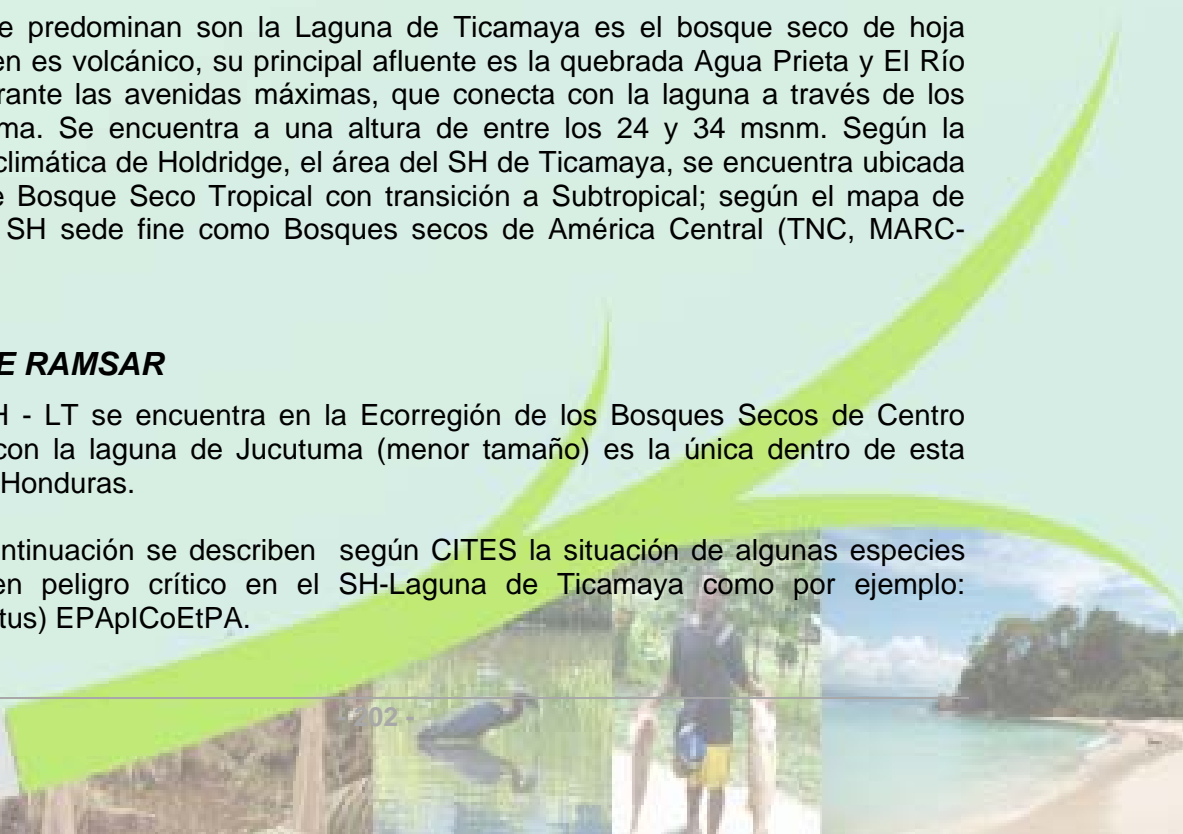 e predominan son la Laguna de Ticamaya es el bosque seco de hoja
en es volcánico, su principal afluente es la quebrada Agua Prieta y El Río
rante las avenidas máximas, que conecta con la laguna a través de los
ma. Se encuentra a una altura de entre los 24 y 34 msnm. Según la
climática de Holdridge, el área del SH de Ticamaya, se encuentra ubicada
e Bosque Seco Tropical con transición a Subtropical; según el mapa de
SH sede fine como Bosques secos de América Central (TNC, MARC-
E RAMSAR
H - LT se encuentra en la Ecorregión de los Bosques Secos de Centro
con la laguna de Jucutuma (menor tamaño) es la única dentro de esta
Honduras.
ntinuación se describen según CITES la situación de algunas especies
en peligro crítico en el SH-Laguna de Ticamaya como por ejemplo:
tus) EPApICoEtPA.